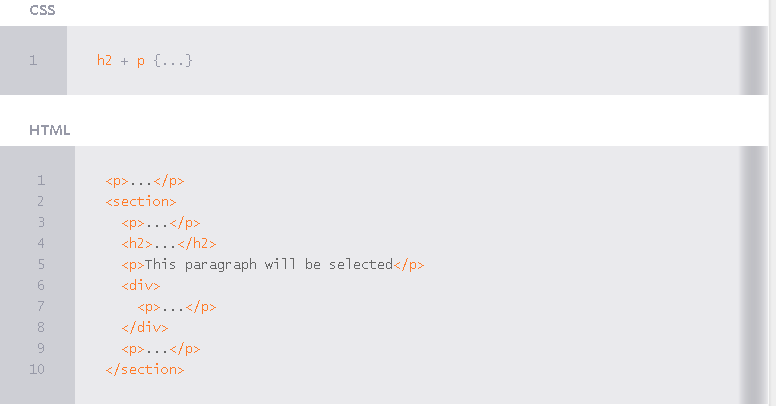 CSS
1 h2 + p {...}
HTML
1 <p>...</p>
2 <section>
3 <p>...</p>
4 <h2>...</h2>
5 <p>This paragraph will be selected</p>
6 <div>
7 <p>...</p>
8 </div>
9 <p>...</p>
10 </section>